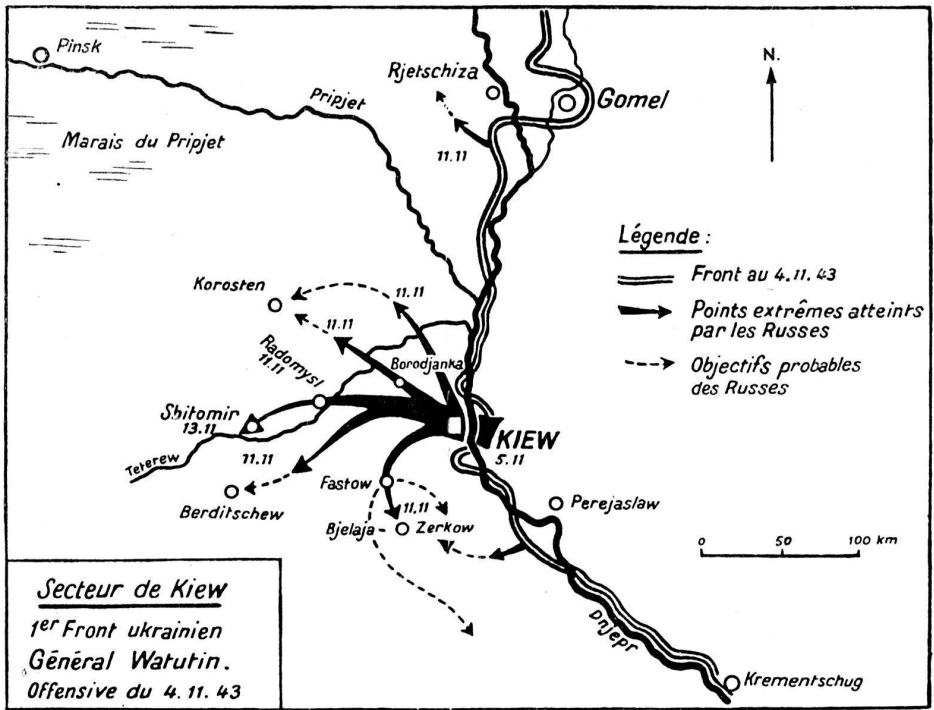 Pinsk
Pripjet
Marais du Pripjet
Rjetschiza
Gomel
N.
11.11
Légende :
Front au 4.11.43
Points extrêmes atteints
par les Russes
Objectifs probables
des Russes
Korosten
11.11
11.11
Radomysl
11.11
Borodjanka
Shitomir
13.11
KIEW
5.11
Teterew
11.11
Berditschew
Fastow
11.11
Bjelaja - Zerkow
Perejaslaw
0 50 100 km
Dnjepr
Krementschug
Secteur de Kiew
1er Front ukrainien
Général Watutin.
Offensive du 4.11.43